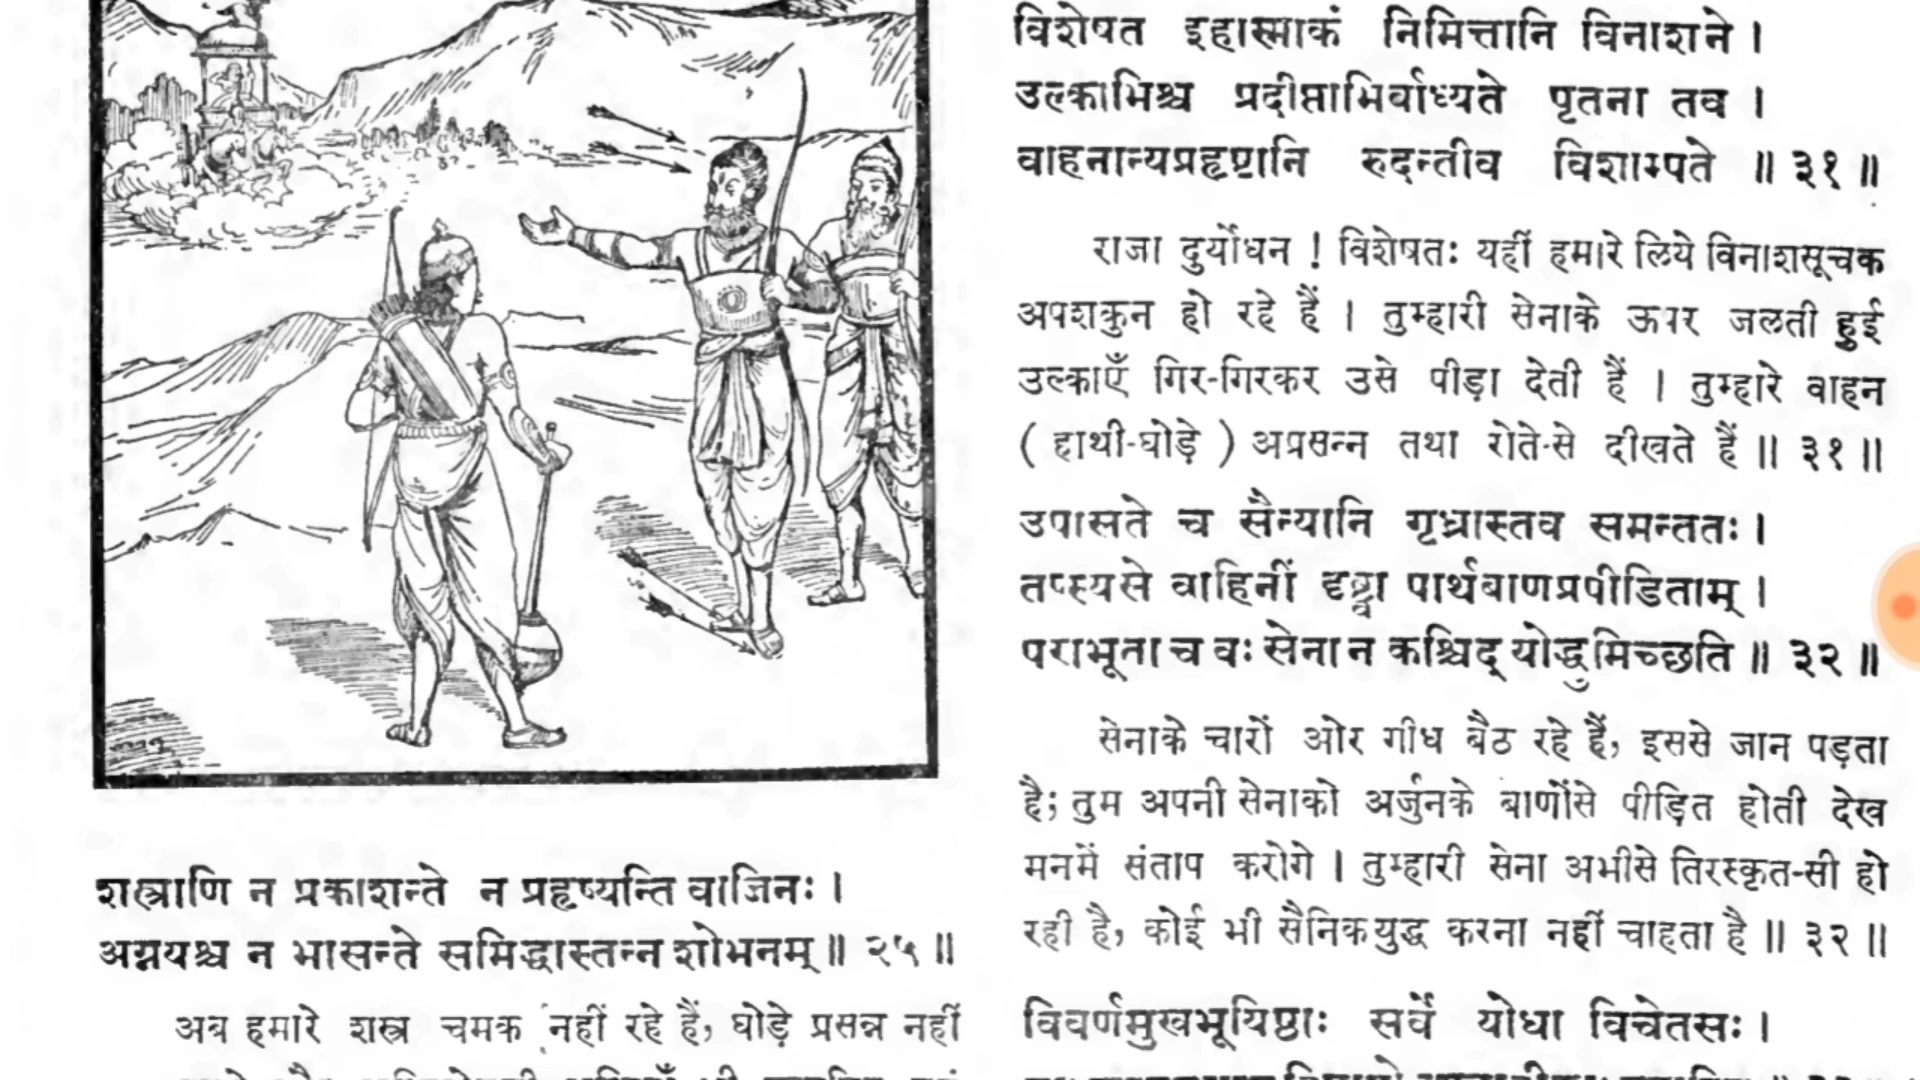 शस्त्राणि न प्रकाशन्ते न प्रहृष्यन्ति वाजिनः ।
अग्नयश्च न भासन्ते समिद्धास्तन्न शोभनम् ॥ २५ ॥
अब हमारे शस्त्र चमक नहीं रहे हैं, घोड़े प्रसन्न नहीं
विशेषत इहास्माकं निमित्तानि विनाशने ।
उल्काभिश्च प्रदीप्ताभिर्बाध्यते पृतना तव ।
वाहनान्यप्रहृष्टानि रुदन्तीव विशाम्पते ॥ ३१ ॥
राजा दुर्योधन ! विशेषतः यहीं हमारे लिये विनाशसूचक
अपशकुन हो रहे हैं । तुम्हारी सेनाके ऊपर जलती हुई
उल्काएँ गिर-गिरकर उसे पीड़ा देती हैं । तुम्हारे वाहन
( हाथी-घोड़े ) अप्रसन्न तथा रोते-से दीखते हैं ॥ ३१ ॥
उपासते च सैन्यानि गृध्रास्तव समन्ततः ।
तप्स्यसे वाहिनीं दृष्ट्वा पार्थबाणप्रपीडिताम् ।
पराभूता च वः सेना न कश्चिद् योद्धुमिच्छति ॥ ३२ ॥
सेनाके चारों ओर गीध बैठ रहे हैं, इससे जान पड़ता
है; तुम अपनी सेनाको अर्जुनके बाणोंसे पीड़ित होती देख
मनमें संताप करोगे । तुम्हारी सेना अभीसे तिरस्कृत-सी हो
रही है, कोई भी सैनिक युद्ध करना नहीं चाहता है ॥ ३२ ॥
विवर्णमुखभूयिष्ठाः सर्वे योधा विचेतसः ।